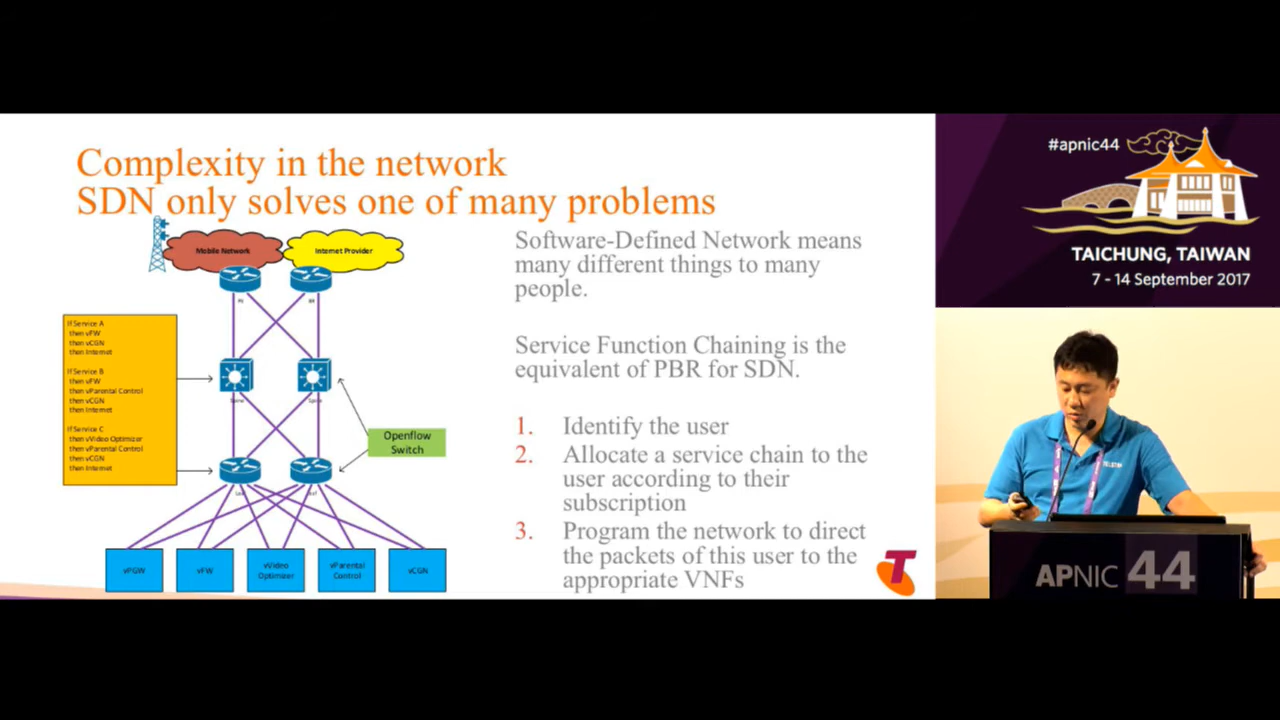 Complexity in the network
SDN only solves one of many problems
Mobile Network
Internet Provider
PE
If Service A
then vFW
then vCGN
then Internet
If Service B
then vFW
then vParental Control
then vCGN
then Internet
If Service C
then vVideo Optimizer
then vParental Control
then vCGN
then Internet
Spine
Spine
Openflow
Switch
Leaf
Leaf
vPGW
vFW
vVideo
Optimizer
vParental
Control
vCGN
Software-Defined Network means
many different things to many
people.
Service Function Chaining is the
equivalent of PBR for SDN.
1. Identify the user
2. Allocate a service chain to the
user according to their
subscription
3. Program the network to direct
the packets of this user to the
appropriate VNFs
T
#apnic44
TAICHUNG, TAIWAN
7 - 14 September 2017
TELSTRA
APNIC 44